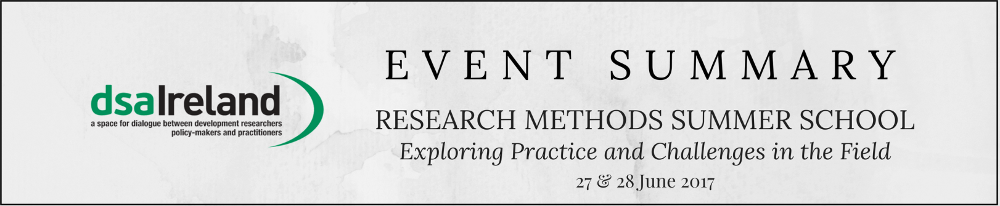 dsaIreland
a space for dialogue between development researchers
policy-makers and practitioners
EVENT SUMMARY
RESEARCH METHODS SUMMER SCHOOL
Exploring Practice and Challenges in the Field
27 & 28 June 2017